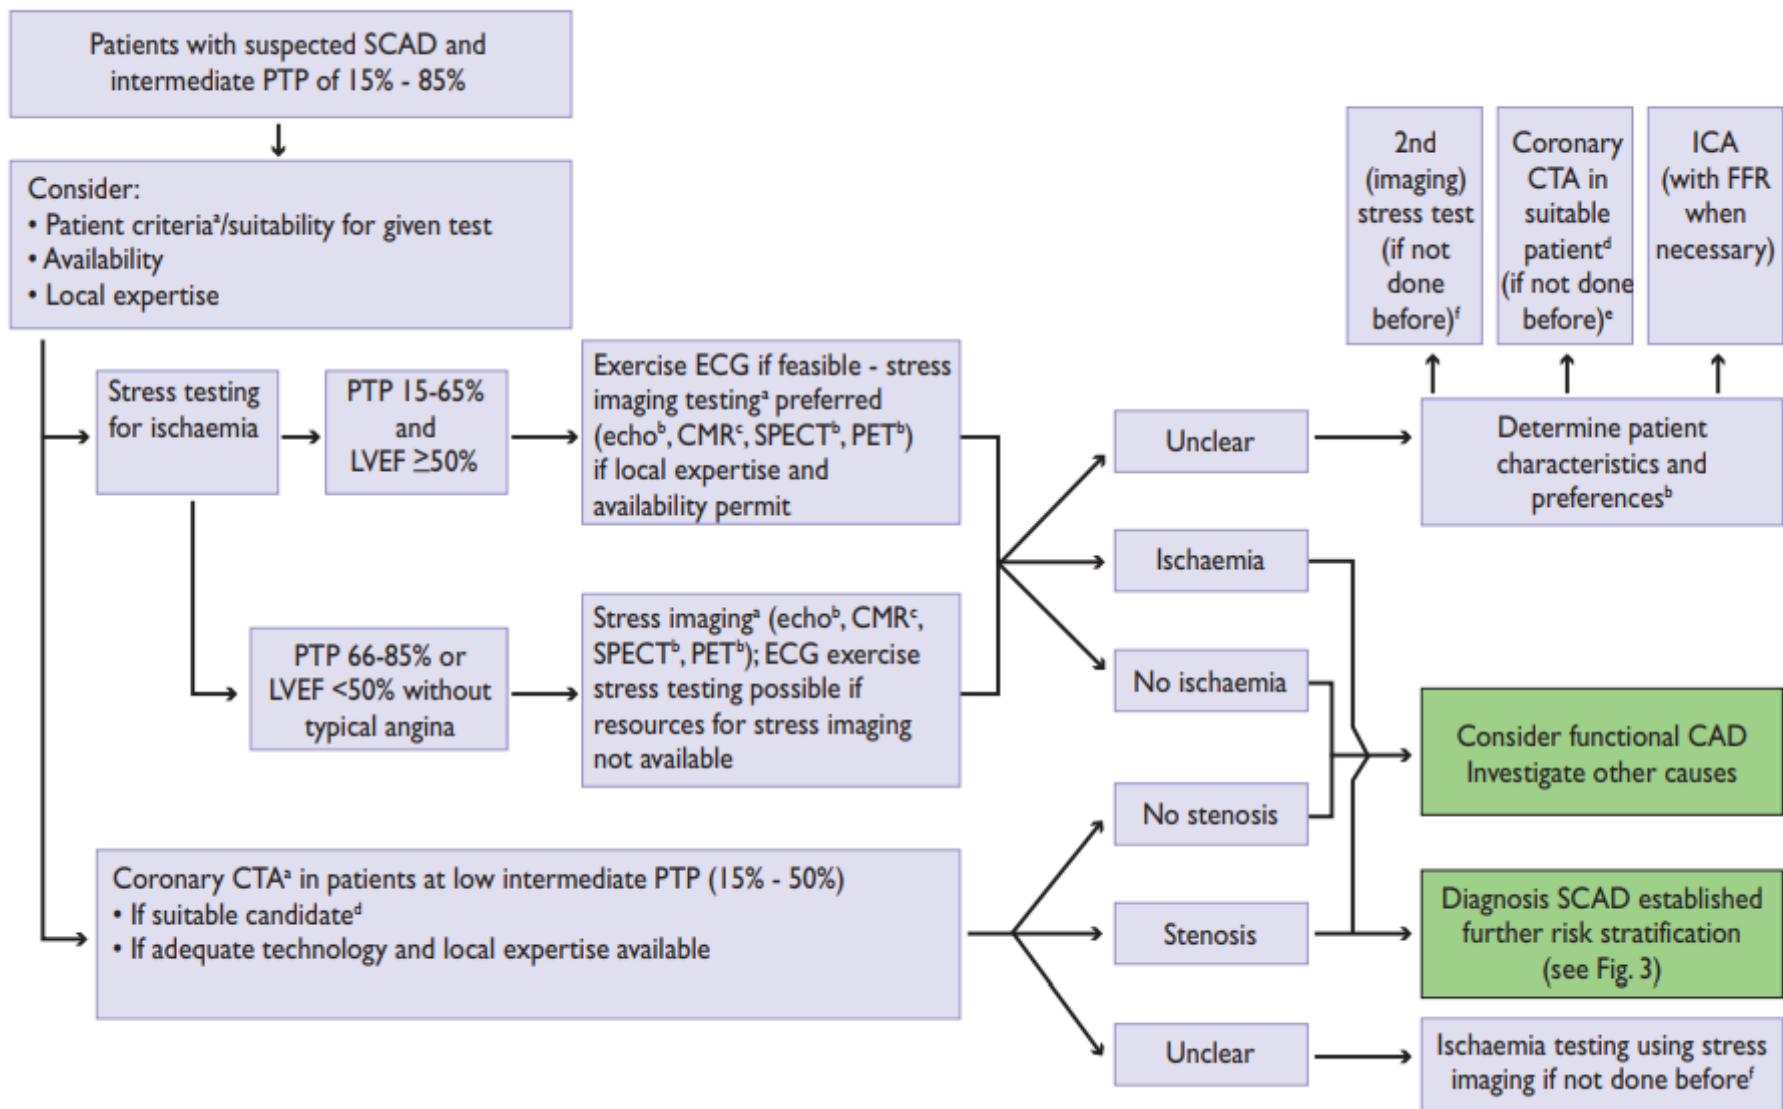 Patients with suspected SCAD and
intermediate PTP of 15% - 85%
Consider:
• Patient criteriaᵃ/suitability for given test
• Availability
• Local expertise
Stress testing
for ischaemia
PTP 15-65%
and
LVEF ≥50%
Exercise ECG if feasible - stress
imaging testingᵃ preferred
(echoᵇ, CMRᶜ, SPECTᵇ, PETᵇ)
if local expertise and
availability permit
PTP 66-85% or
LVEF <50% without
typical angina
Stress imagingᵃ (echoᵇ, CMRᶜ,
SPECTᵇ, PETᵇ); ECG exercise
stress testing possible if
resources for stress imaging
not available
Coronary CTAᵃ in patients at low intermediate PTP (15% - 50%)
• If suitable candidateᵈ
• If adequate technology and local expertise available
Unclear
Ischaemia
No ischaemia
No stenosis
Stenosis
Unclear
2nd
(imaging)
stress test
(if not
done
before)ᶠ
Coronary
CTA in
suitable
patientᵈ
(if not done
before)ᵉ
ICA
(with FFR
when
necessary)
Determine patient
characteristics and
preferencesᵇ
Consider functional CAD
Investigate other causes
Diagnosis SCAD established
further risk stratification
(see Fig. 3)
Ischaemia testing using stress
imaging if not done beforeᶠ